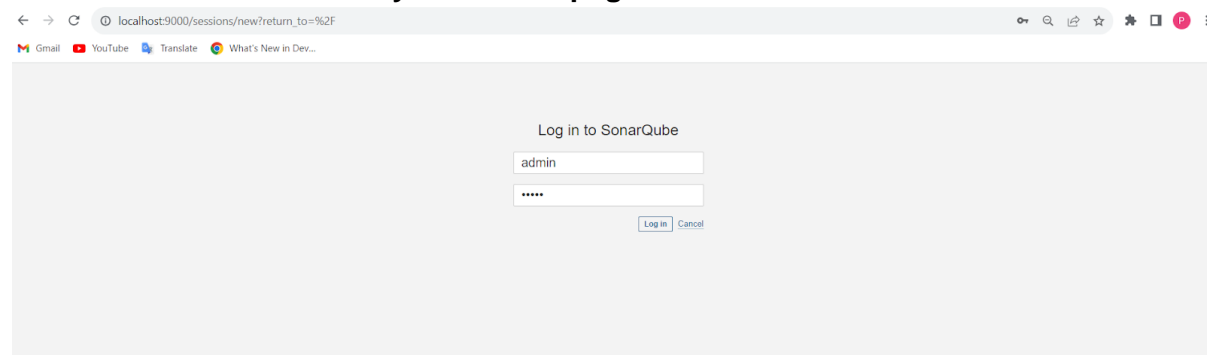 localhost:9000/sessions/new?return_to=%2F
P
Gmail YouTube Translate What's New in Dev...
Log in to SonarQube
admin
•••••
Log in Cancel